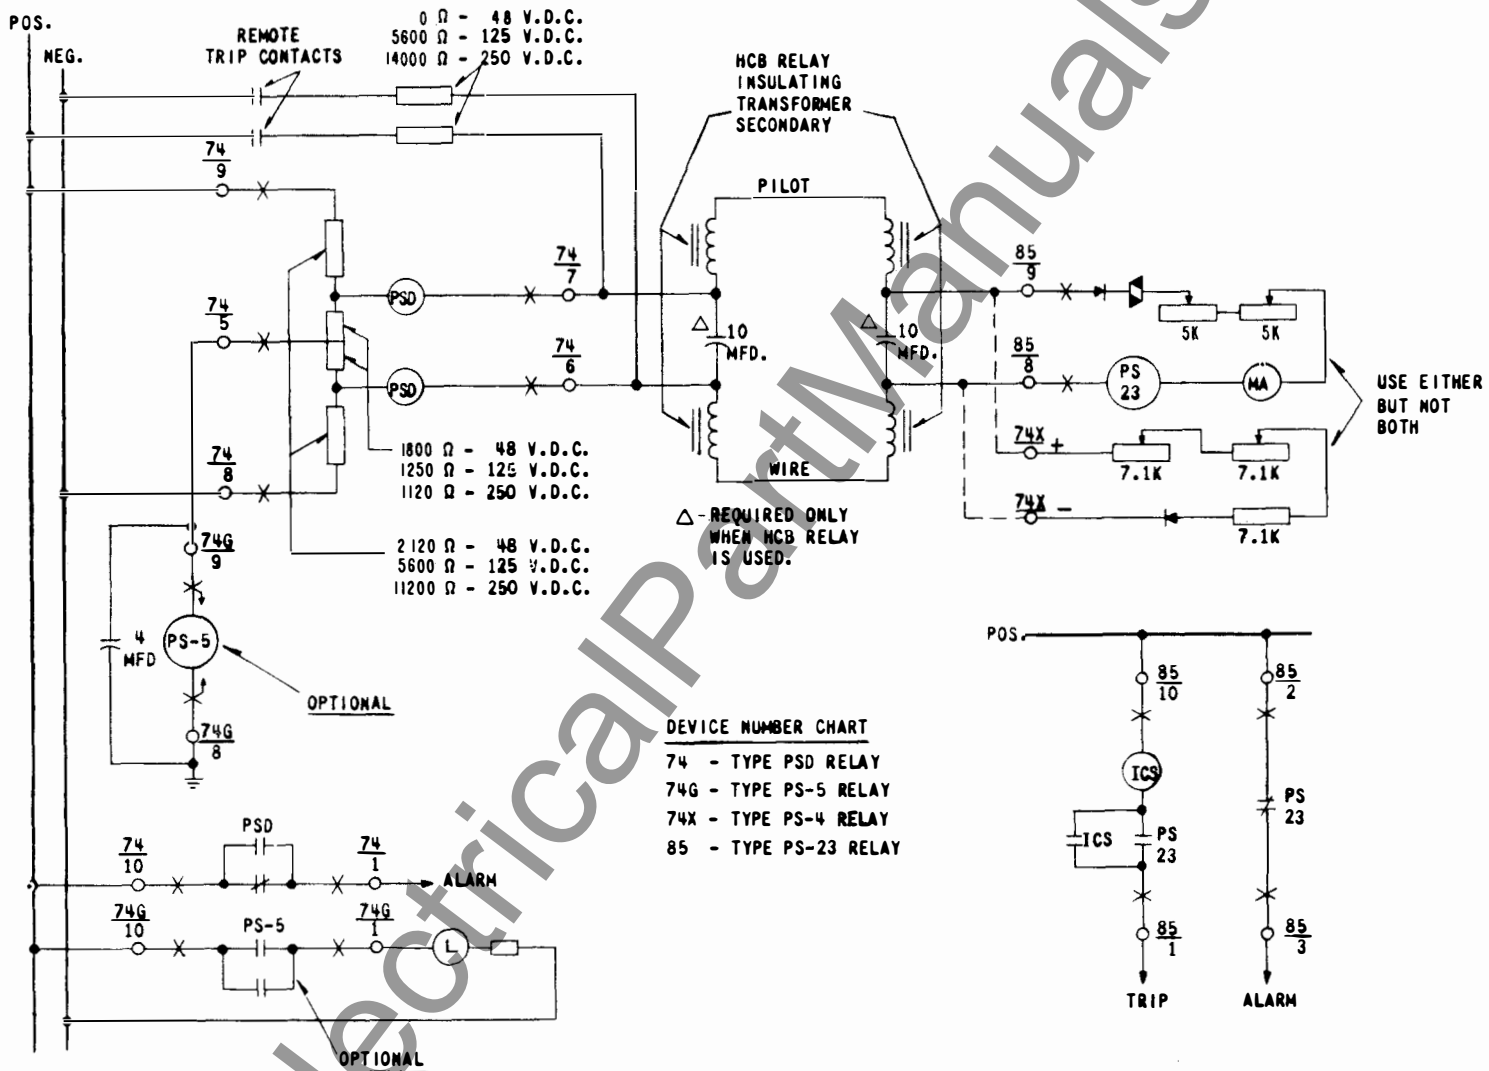 POS.
NEG.
REMOTE
TRIP CONTACTS
0 Ω - 48 V.D.C.
5600 Ω - 125 V.D.C.
14000 Ω - 250 V.D.C.
HCB RELAY
INSULATING
TRANSFORMER
SECONDARY
74
9
PILOT
74
7
85
9
PSD
74
5
△
10
MFD.
△
10
MFD.
5K
5K
74
6
85
8
PSD
PS
23
MA
USE EITHER
BUT NOT
BOTH
1800 Ω - 48 V.D.C.
1250 Ω - 125 V.D.C.
1120 Ω - 250 V.D.C.
74X +
7.1K
7.1K
74
8
WIRE
74X -
7.1K
△ - REQUIRED ONLY
WHEN HCB RELAY
IS USED.
2120 Ω - 48 V.D.C.
5600 Ω - 125 V.D.C.
11200 Ω - 250 V.D.C.
74G
9
4
MFD
PS-5
OPTIONAL
74G
8
POS.
85
10
85
2
DEVICE NUMBER CHART
74 - TYPE PSD RELAY
74G - TYPE PS-5 RELAY
74X - TYPE PS-4 RELAY
85 - TYPE PS-23 RELAY
ICS
ICS
PS
23
PS
23
85
1
85
3
TRIP
ALARM
PSD
74
10
74
1
ALARM
74G
10
PS-5
74G
1
L
OPTIONAL
ElectricalPartManuals